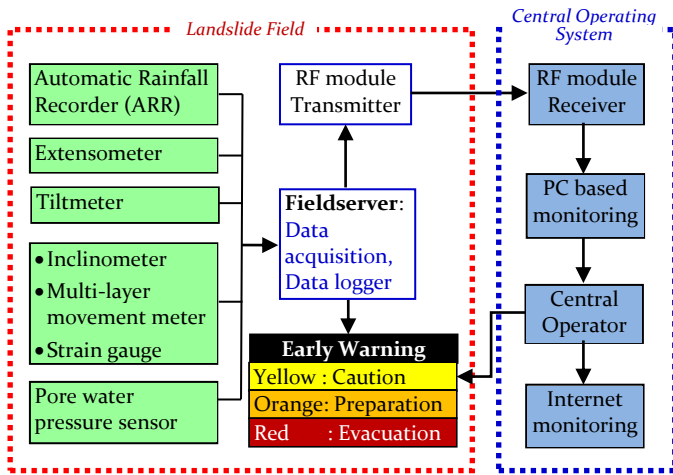 Landslide Field
Central Operating
System
Automatic Rainfall
Recorder (ARR)
Extensometer
Tiltmeter
•Inclinometer
•Multi-layer
movement meter
•Strain gauge
Pore water
pressure sensor
RF module
Transmitter
Fieldserver:
Data
acquisition,
Data logger
Early Warning
Yellow : Caution
Orange: Preparation
Red : Evacuation
RF module
Receiver
PC based
monitoring
Central
Operator
Internet
monitoring